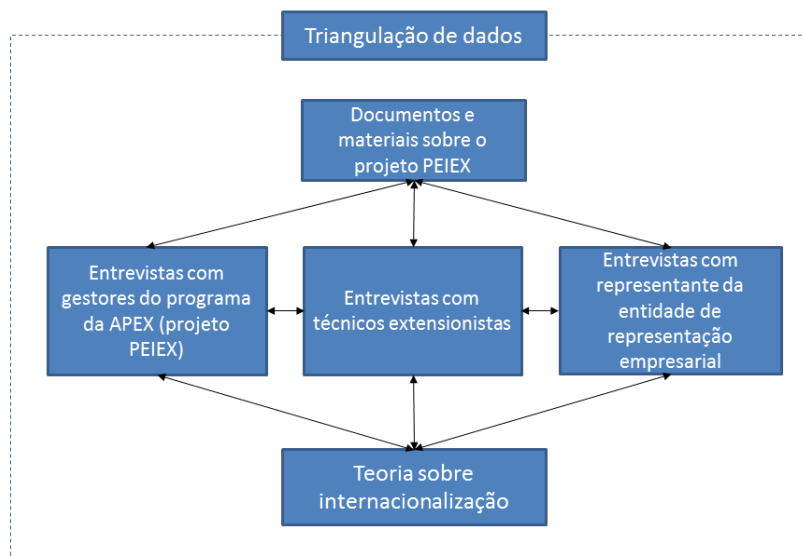 Triangulação de dados
Documentos e
materiais sobre o
projeto PEIEX
Entrevistas com
gestores do programa
da APEX (projeto
PEIEX)
Entrevistas com
técnicos extensionistas
Entrevistas com
representante da
entidade de
representação
empresarial
Teoria sobre
internacionalização